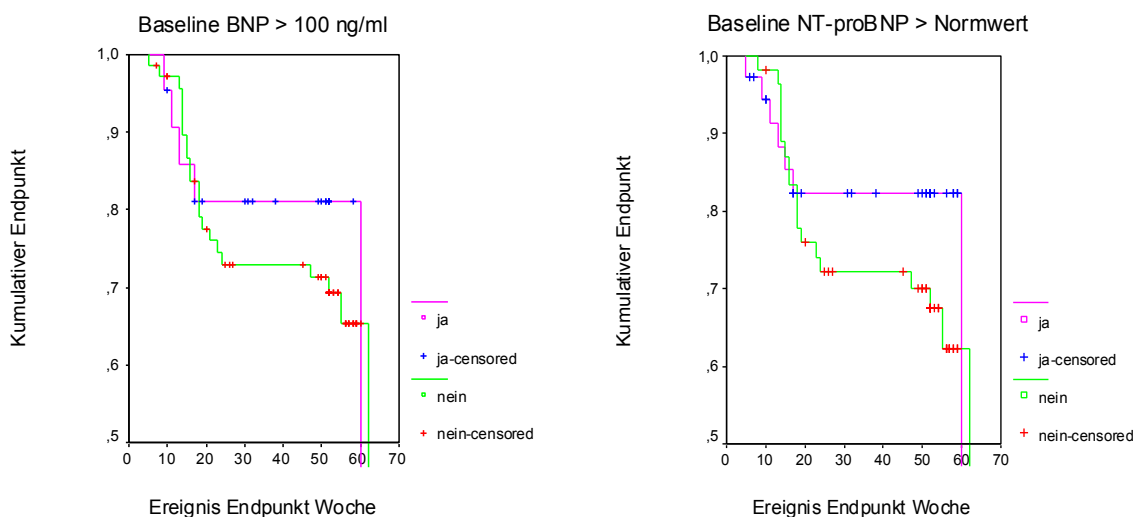 Baseline BNP > 100 ng/ml
Kumulativer Endpunkt
1,0
,9
,8
,7
,6
,5
0 10 20 30 40 50 60 70
Ereignis Endpunkt Woche
ja
ja-censored
nein
nein-censored
Baseline NT-proBNP > Normwert
Kumulativer Endpunkt
1,0
,9
,8
,7
,6
,5
0 10 20 30 40 50 60 70
Ereignis Endpunkt Woche
ja
ja-censored
nein
nein-censored